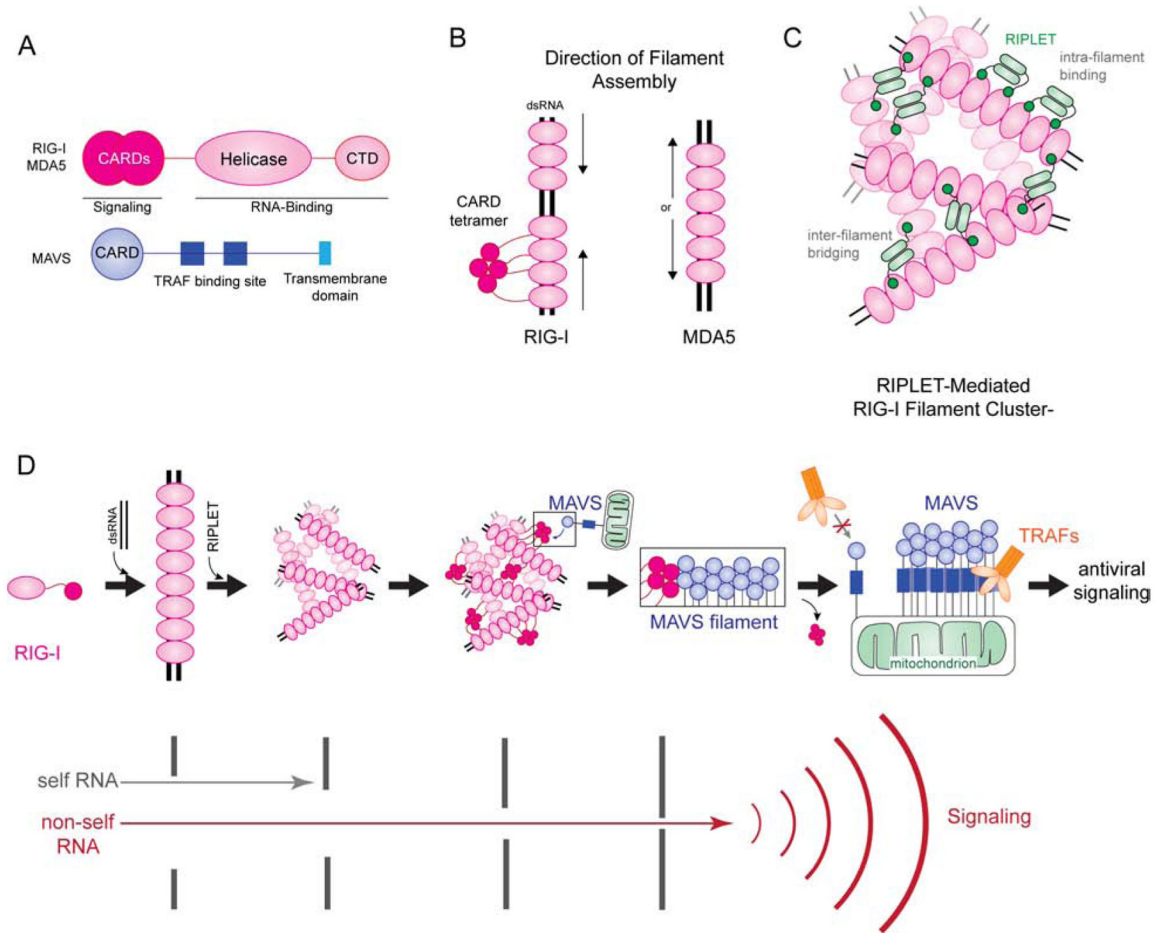 A
RIG-I
MDA5
CARDs
Helicase
CTD
Signaling
RNA-Binding
MAVS
CARD
TRAF binding site
Transmembrane
domain
B
Direction of Filament
Assembly
dsRNA
CARD
tetramer
or
RIG-I
MDA5
C
RIPLET
intra-filament
binding
inter-filament
bridging
RIPLET-Mediated
RIG-I Filament Cluster-
D
RIG-I
dsRNA
RIPLET
MAVS
MAVS filament
MAVS
TRAFs
mitochondrion
antiviral
signaling
self RNA
non-self
RNA
Signaling